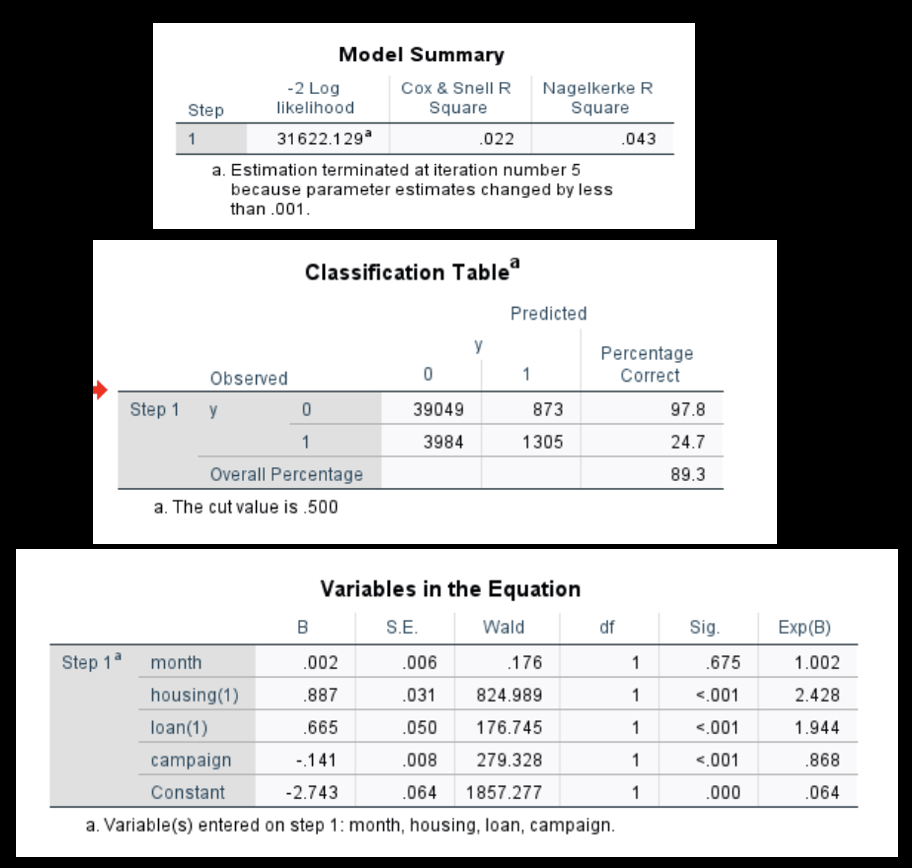 Model Summary
Step -2 Log likelihood Cox & Snell R Square Nagelkerke R Square
1 31622.129a .022 .043
a. Estimation terminated at iteration number 5
because parameter estimates changed by less
than .001.
Classification Tablea
Predicted
y Percentage Correct
Observed 0 1
Step 1 y 0 39049 873 97.8
1 3984 1305 24.7
Overall Percentage 89.3
a. The cut value is .500
Variables in the Equation
B S.E. Wald df Sig. Exp(B)
Step 1a month .002 .006 .176 1 .675 1.002
housing(1) .887 .031 824.989 1 <.001 2.428
loan(1) .665 .050 176.745 1 <.001 1.944
campaign -.141 .008 279.328 1 <.001 .868
Constant -2.743 .064 1857.277 1 .000 .064
a. Variable(s) entered on step 1: month, housing, loan, campaign.